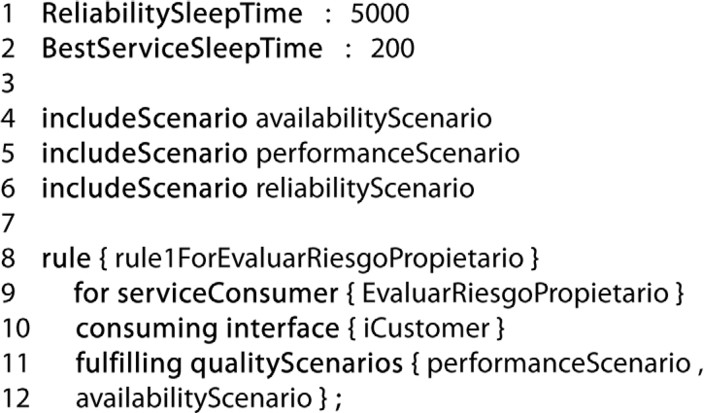 1 ReliabilitySleepTime : 5000
2 BestServiceSleepTime : 200
3
4 includeScenario availabilityScenario
5 includeScenario performanceScenario
6 includeScenario reliabilityScenario
7
8 rule { rule1ForEvaluarRiesgoPropietario }
9 for serviceConsumer { EvaluarRiesgoPropietario }
10 consuming interface { iCustomer }
11 fulfilling qualityScenarios { performanceScenario ,
12 availabilityScenario } ;